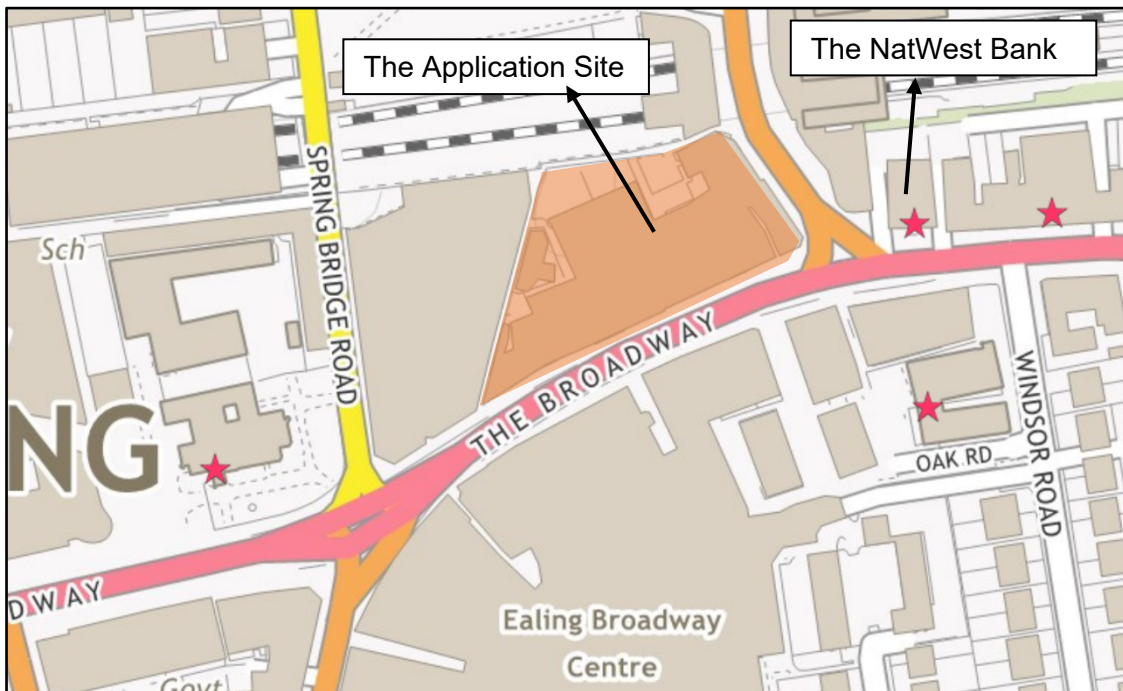 The Application Site
The NatWest Bank
SPRING BRIDGE ROAD
Sch
THE BROADWAY
WINDSOR ROAD
NG
OAK RD
DWAY
Ealing Broadway
Centre
Govt